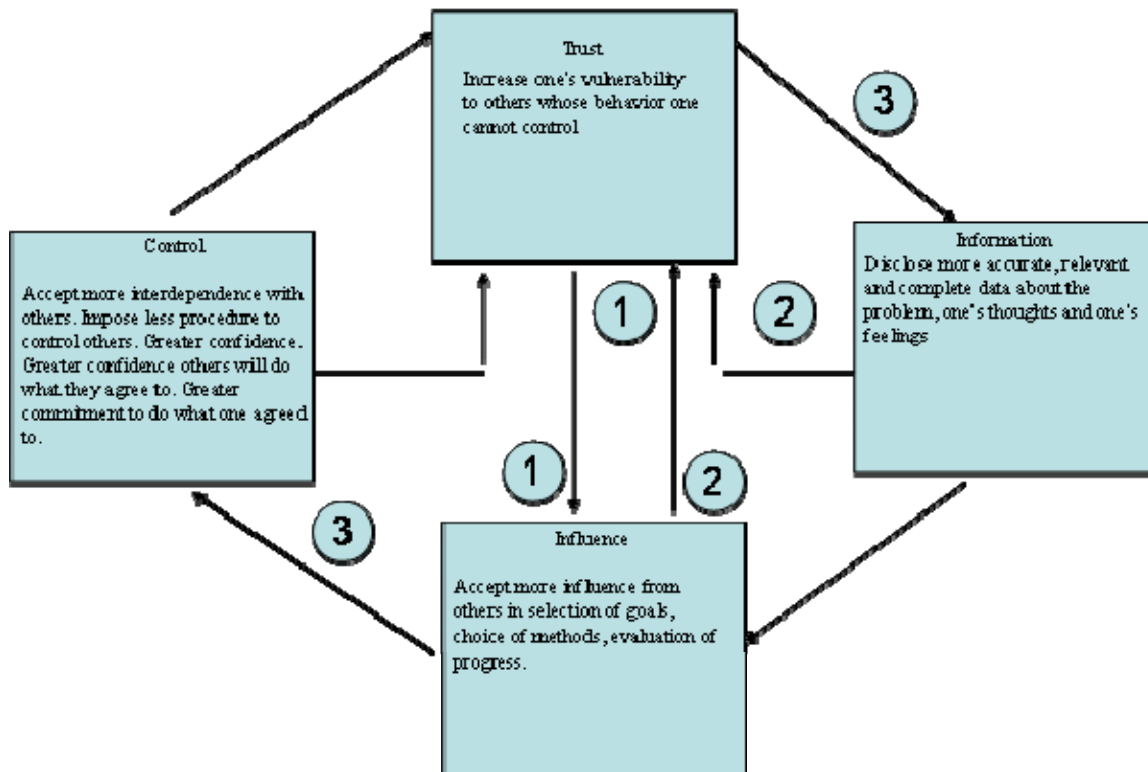 Trust
Increase one's vulnerability
to others whose behavior one
cannot control
3
Control
Accept more interdependence with
others. Impose less procedure to
control others. Greater confidence.
Greater confidence others will do
what they agree to. Greater
commitment to do what one agreed
to.
1
2
Information
Disclose more accurate, relevant
and complete data about the
problem, one's thoughts and one's
feelings
1
2
3
Influence
Accept more influence from
others in selection of goals,
choice of methods, evaluation of
progress.